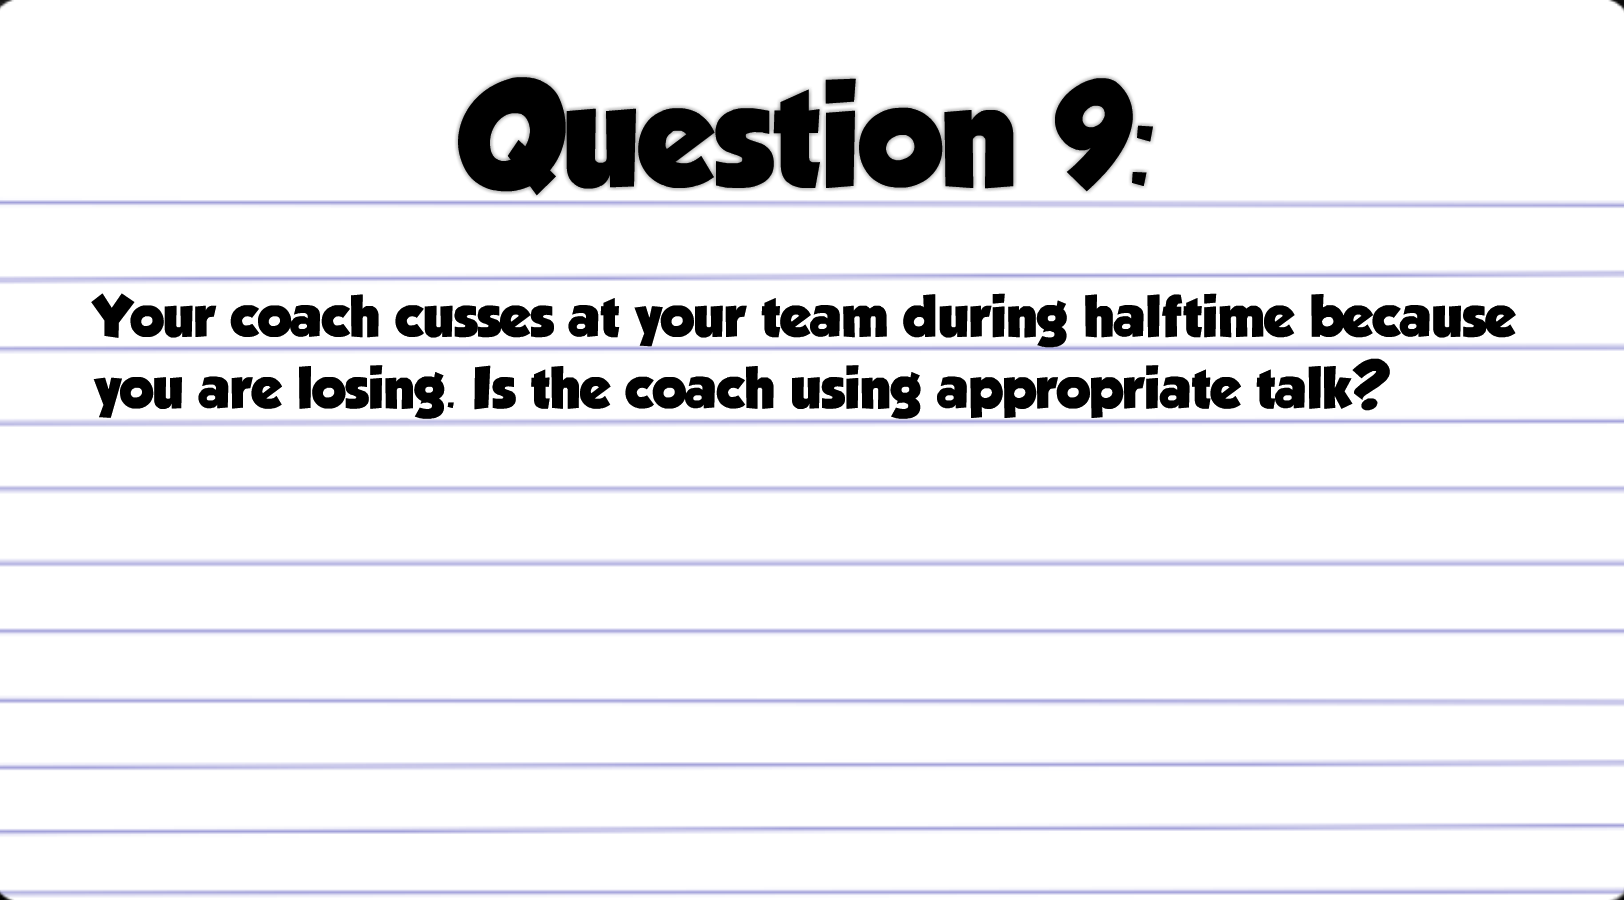 Question 9:
Your coach cusses at your team during halftime because
you are losing. Is the coach using appropriate talk?